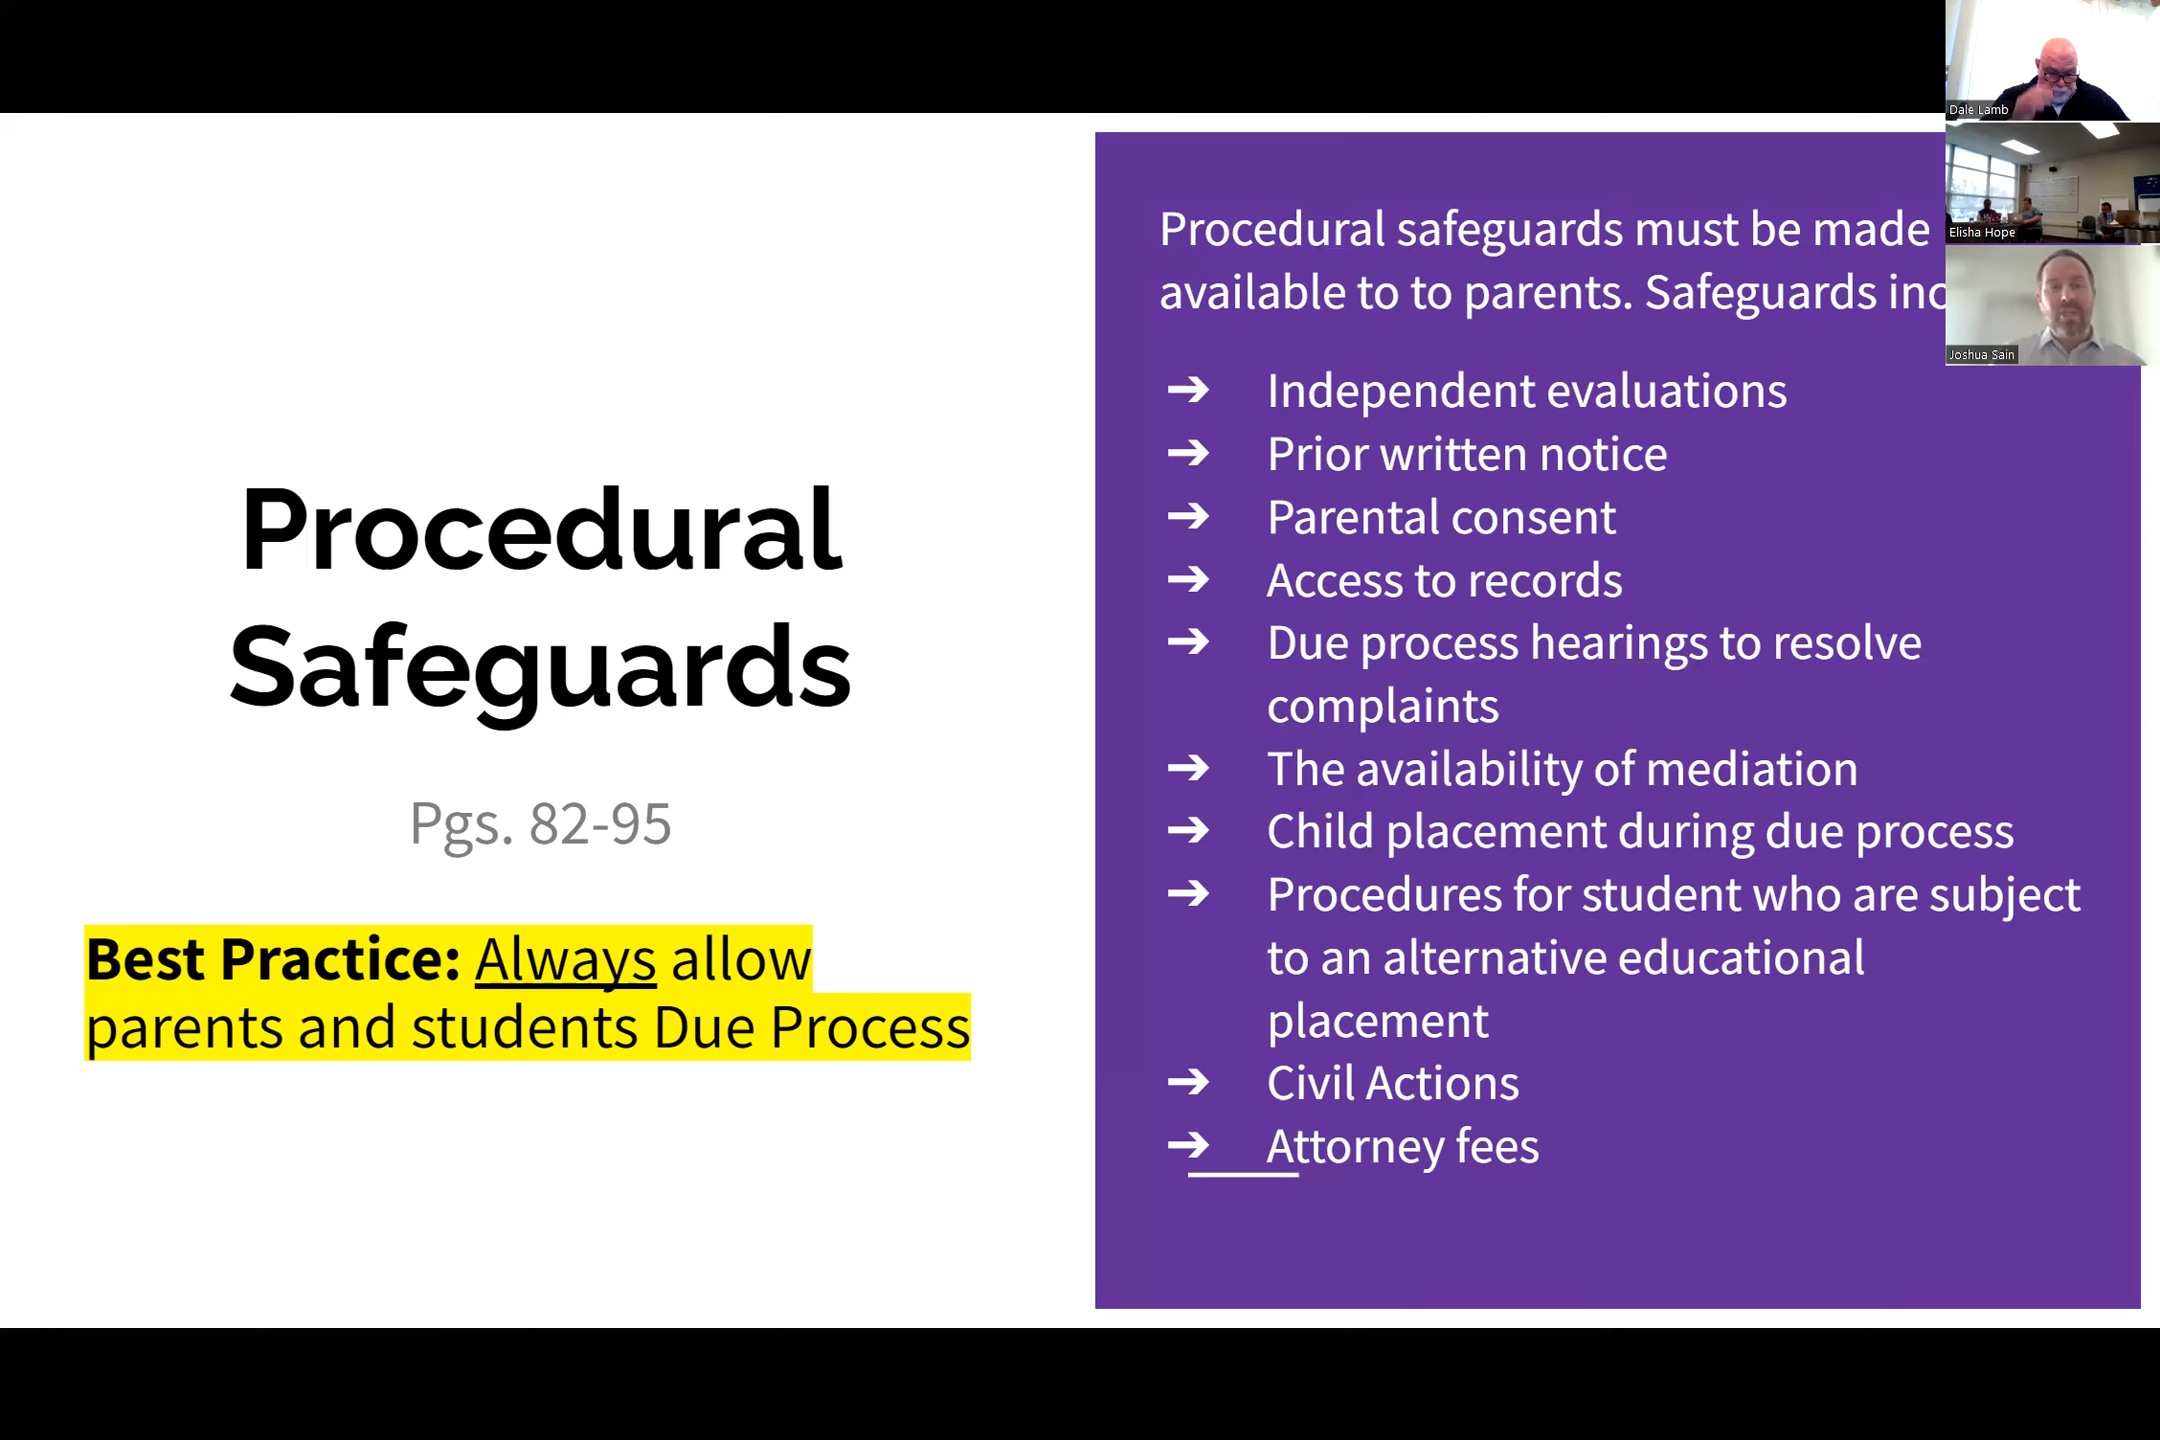 Procedural
Safeguards
Pgs. 82-95
Best Practice: Always allow
parents and students Due Process
Procedural safeguards must be made
available to to parents. Safeguards inc
➔ Independent evaluations
➔ Prior written notice
➔ Parental consent
➔ Access to records
➔ Due process hearings to resolve
complaints
➔ The availability of mediation
➔ Child placement during due process
➔ Procedures for student who are subject
to an alternative educational
placement
➔ Civil Actions
➔ Attorney fees
Dale Lamb
Elisha Hope
Joshua Sain